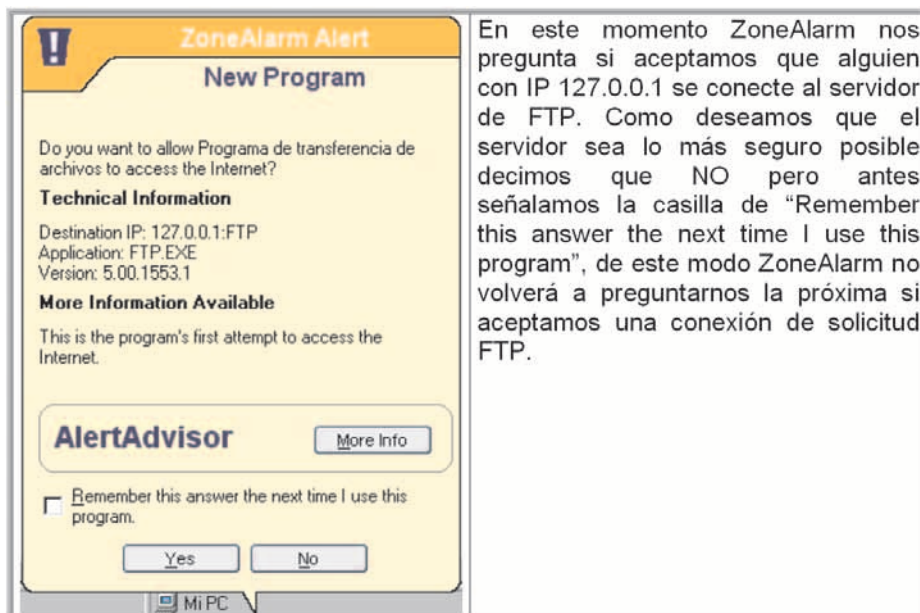 ZoneAlarm Alert
New Program
Do you want to allow Programa de transferencia de
archivos to access the Internet?
Technical Information
Destination IP: 127.0.0.1:FTP
Application: FTP.EXE
Version: 5.00.1553.1
More Information Available
This is the program's first attempt to access the
Internet.
AlertAdvisor
More Info
Remember this answer the next time I use this
program.
Yes
No
Mi PC
En este momento ZoneAlarm nos
pregunta si aceptamos que alguien
con IP 127.0.0.1 se conecte al servidor
de FTP. Como deseamos que el
servidor sea lo más seguro posible
decimos que NO pero antes
señalamos la casilla de “Remember
this answer the next time I use this
program”, de este modo ZoneAlarm no
volverá a preguntarnos la próxima si
aceptamos una conexión de solicitud
FTP.